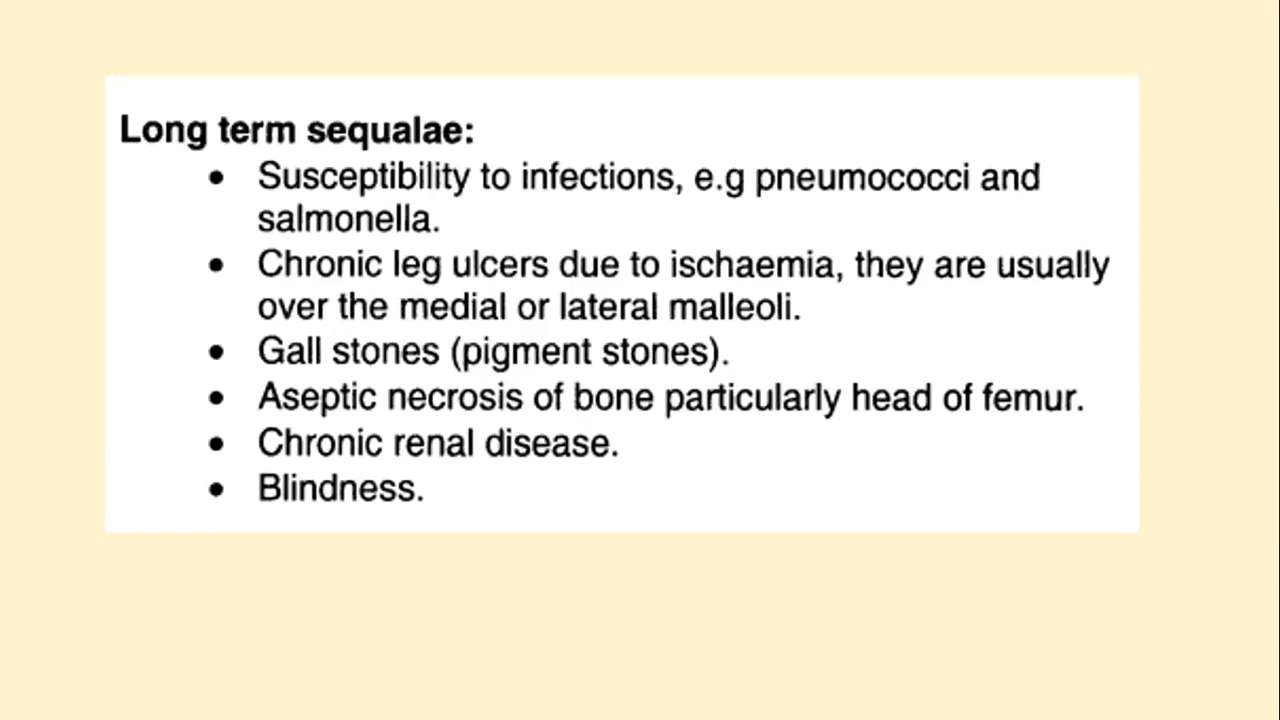 Long term sequalae:
• Susceptibility to infections, e.g pneumococci and
salmonella.
• Chronic leg ulcers due to ischaemia, they are usually
over the medial or lateral malleoli.
• Gall stones (pigment stones).
• Aseptic necrosis of bone particularly head of femur.
• Chronic renal disease.
• Blindness.